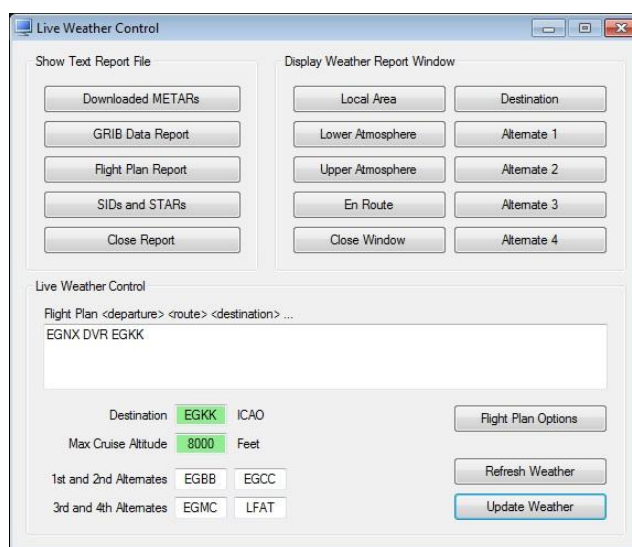 Live Weather Control
Show Text Report File
Downloaded METARs
GRIB Data Report
Flight Plan Report
SIDs and STARs
Close Report
Display Weather Report Window
Local Area Destination
Lower Atmosphere Alternate 1
Upper Atmosphere Alternate 2
En Route Alternate 3
Close Window Alternate 4
Live Weather Control
Flight Plan <departure> <route> <destination> ...
EGNX DVR EGKK
Destination EGKK ICAO
Max Cruise Altitude 8000 Feet
1st and 2nd Alternates EGBB EGCC
3rd and 4th Alternates EGMC LFAT
Flight Plan Options
Refresh Weather
Update Weather